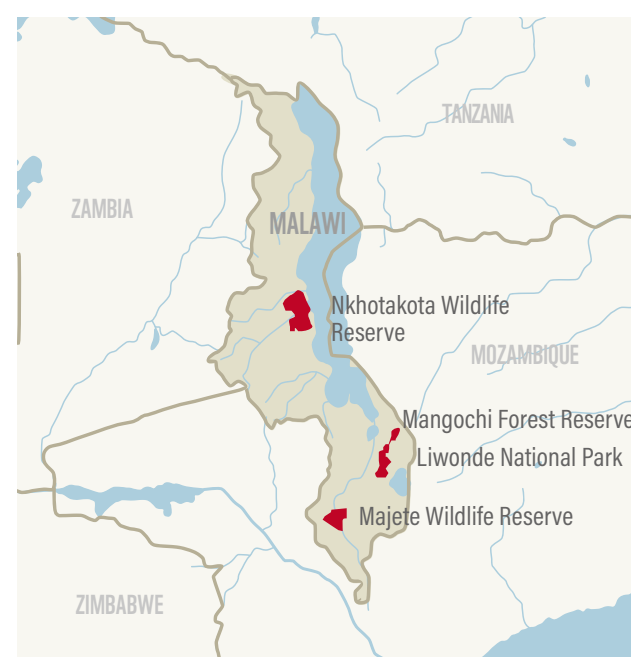 TANZANIA
ZAMBIA
MALAWI
Nkhotakota Wildlife
Reserve
MOZAMBIQUE
Mangochi Forest Reserve
Liwonde National Park
Majete Wildlife Reserve
ZIMBABWE